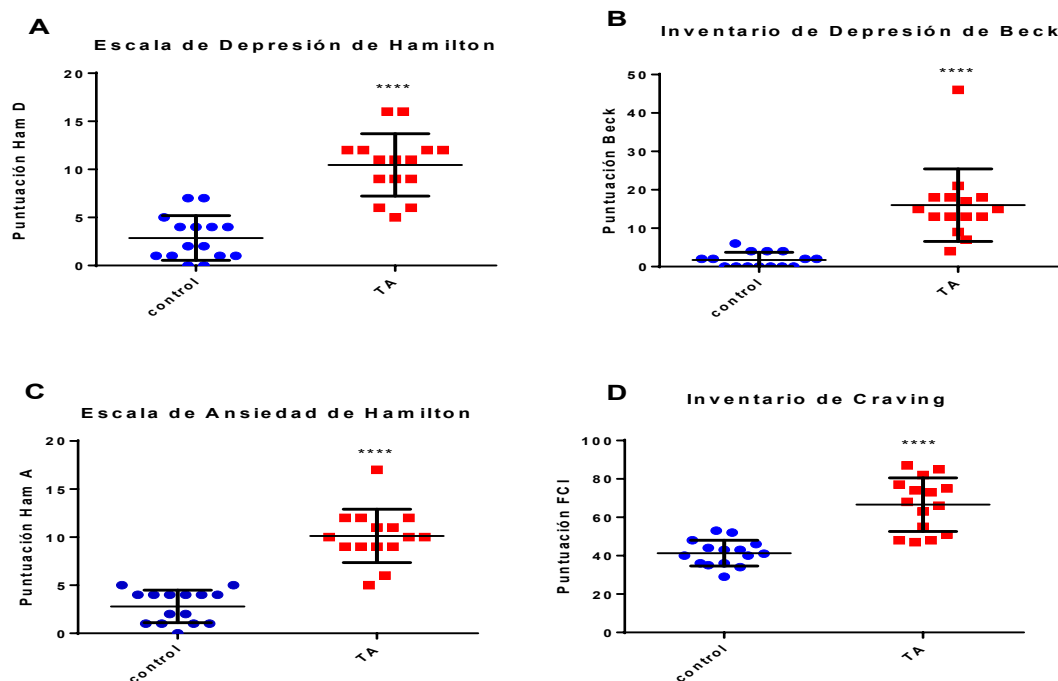 A
Escala de Depresión de Hamilton
Puntuación Ham D
20
15
10
5
0
****
control
TA
B
Inventario de Depresión de Beck
Puntuación Beck
50
40
30
20
10
0
****
control
TA
C
Escala de Ansiedad de Hamilton
Puntuación Ham A
20
15
10
5
0
****
control
TA
D
Inventario de Craving
Puntuación FCI
100
80
60
40
20
0
****
control
TA